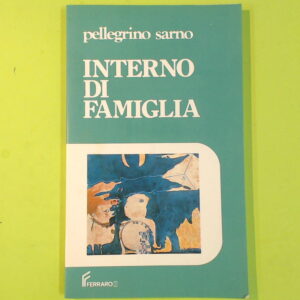 pellegrino sarno
INTERNO
DI
FAMIGLIA
FERRARO